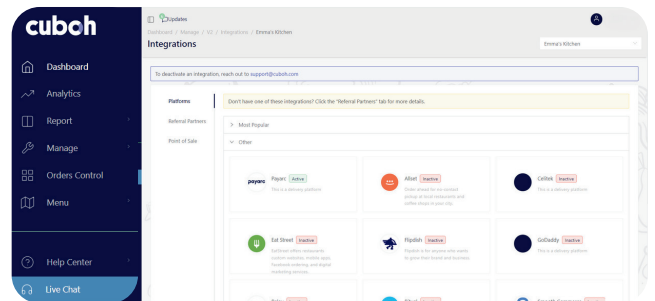 cuboh
Dashboard
Analytics
Report
Manage
Orders Control
Menu
Help Center
Live Chat
Updates
A
Dashboard / Manage / V2 / Integrations / Emma's Kitchen
Integrations
Emma's Kitchen
To deactivate an integration, reach out to support@cuboh.com
Platforms
Referral Partners
Point of Sale
Don't have one of these integrations? Click the "Referral Partners" tab for more details.
Most Popular
Other
payarc
Payarc Active
This is a delivery platform
Allset Inactive
Order ahead for no-contact
pickup at local restaurants and
coffee shops in your city.
Celitek Inactive
This is a delivery platform
Eat Street Inactive
EatStreet offers restaurants
custom websites, mobile apps,
Facebook ordering, and digital
marketing services.
Flipdish Inactive
Flipdish is for anyone who wants
to grow their brand and business.
GoDaddy Inactive
This is a delivery platform